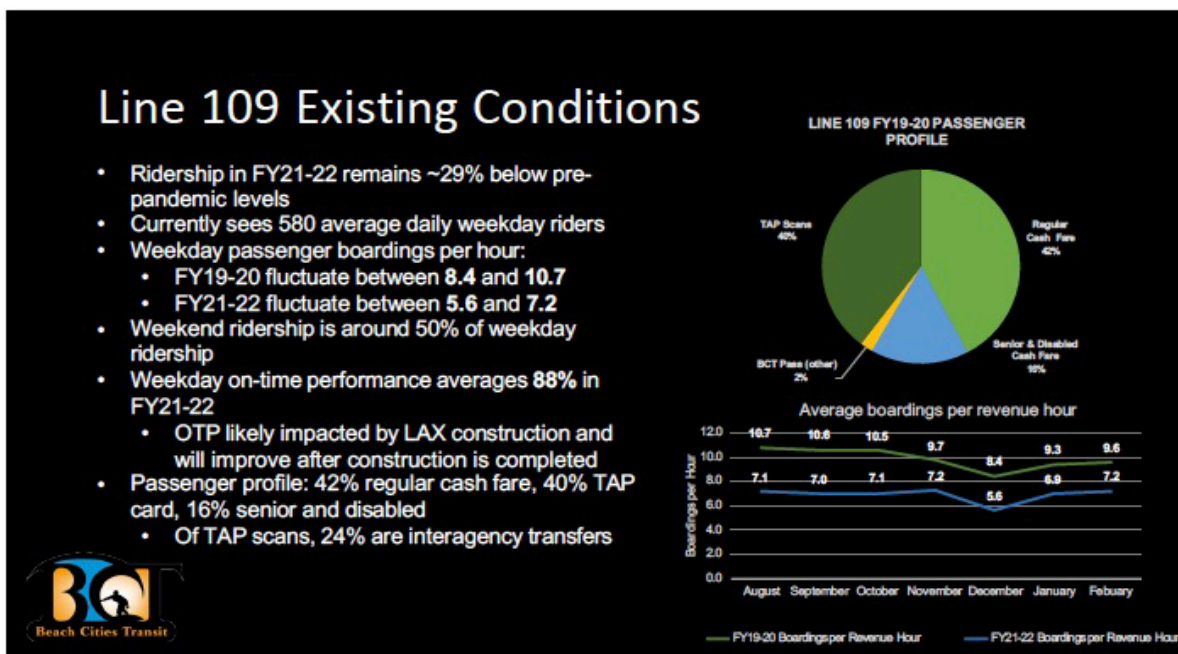 Line 109 Existing Conditions
• Ridership in FY21-22 remains ~29% below pre-
pandemic levels
• Currently sees 580 average daily weekday riders
• Weekday passenger boardings per hour:
• FY19-20 fluctuate between 8.4 and 10.7
• FY21-22 fluctuate between 5.6 and 7.2
• Weekend ridership is around 50% of weekday
ridership
• Weekday on-time performance averages 88% in
FY21-22
• OTP likely impacted by LAX construction and
will improve after construction is completed
• Passenger profile: 42% regular cash fare, 40% TAP
card, 16% senior and disabled
• Of TAP scans, 24% are interagency transfers
BCT
Beach Cities Transit
LINE 109 FY19-20 PASSENGER
PROFILE
TAP Scans
40%
Regular
Cash Fare
42%
Senior & Disabled
Cash Fare
16%
BCT Pass (other)
2%
Average boardings per revenue hour
Boardings per Hour
12.0
10.0
8.0
6.0
4.0
2.0
0.0
10.7 10.6 10.5 9.7 8.4 9.3 9.6
7.1 7.0 7.1 7.2 5.6 6.9 7.2
August September October November December January Febuary
FY19-20 Boardings per Revenue Hour
FY21-22 Boardings per Revenue Hour